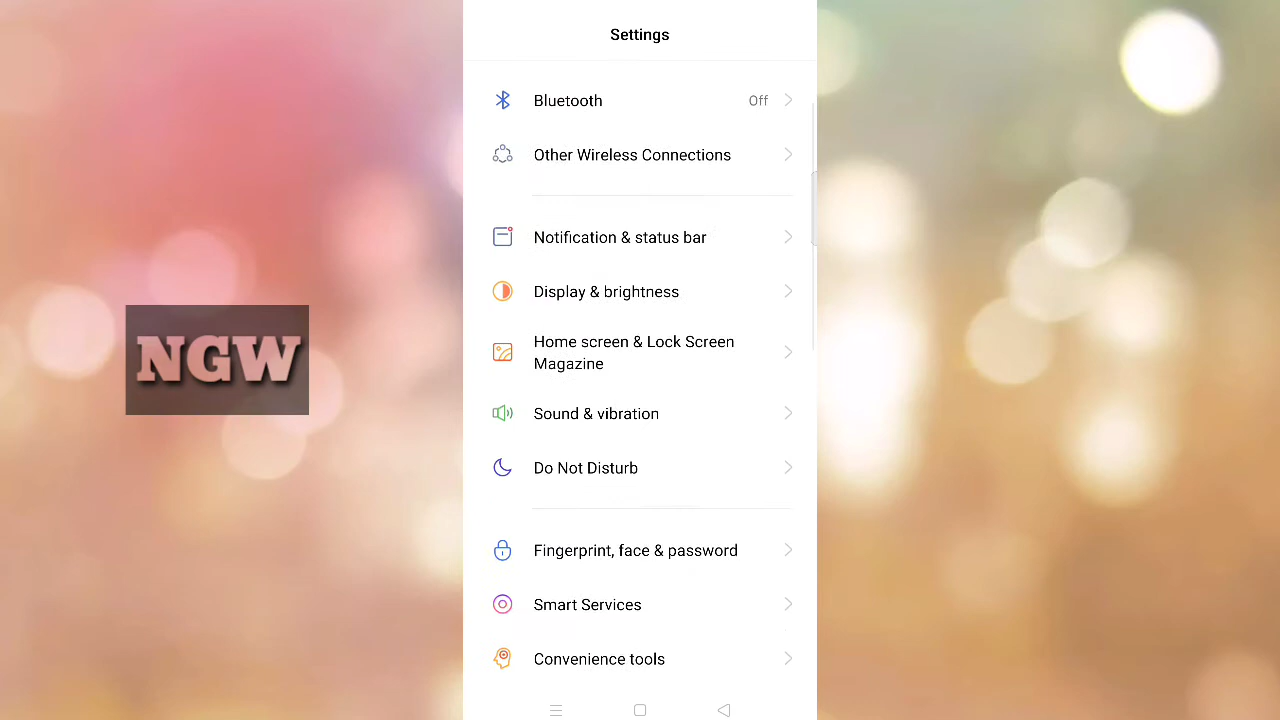 Settings
Bluetooth
Off
Other Wireless Connections
Notification & status bar
Display & brightness
Home screen & Lock Screen
Magazine
NGW
Sound & vibration
Do Not Disturb
Fingerprint, face & password
Smart Services
Convenience tools